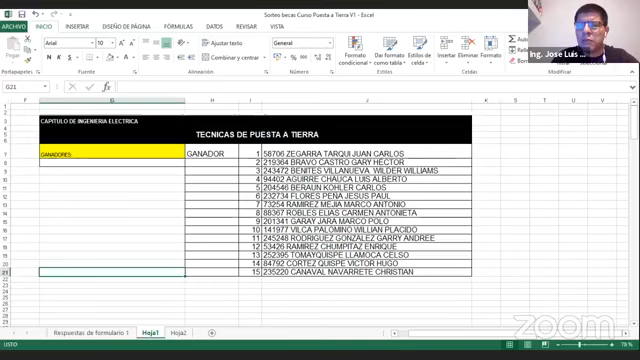 Sorteo becas Curso Puesta a Tierra V1 - Excel
ARCHIVO INICIO INSERTAR DISEÑO DE PÁGINA FÓRMULAS DATOS REVISAR VISTA
Pegar
Arial 10
N K S
Ajustar texto
Combinar y centrar
General
Formato condicional
Dar formato como tabla
Estilos de celda
Insertar Eliminar Formato
Portapapeles Fuente Alineación Número Estilos Celdas Modificar
Ing. Jose Luis
G21
F G H I J K L M N O P Q R S T U V
CAPITULO DE INGENIERIA ELECTRICA
TECNICAS DE PUESTA A TIERRA
GANADORES: GANADOR 1 58706 ZEGARRA TARQUI JUAN CARLOS
2 219364 BRAVO CASTRO GARY HECTOR
3 243472 BENITES VILLANUEVA WILDER WILLIAMS
4 94402 AGUIRRE CHAUCA LUIS ALBERTO
5 204546 BERAUN KOHLER CARLOS
6 232734 FLORES PEÑA JESUS PAUL
7 73254 RAMIREZ MEJIA MARCO ANTONIO
8 88367 ROBLES ELIAS CARMEN ANTONIETA
9 201341 GARAY JARA MARCO POLO
10 141977 VILCA PALOMINO WILLIAN PLACIDO
11 245248 RODRIGUEZ GONZALEZ GARRY ANDREE
12 53426 RAMIREZ CHUMPITAZ ENRIQUE
13 252395 TOMAYQUISPE LLAMOCA CELSO
14 84792 CORTEZ QUISPE VICTOR HUGO
15 235220 CANAVAL NAVARRETE CHRISTIAN
Respuestas de formulario 1 Hoja1 Hoja2
LISTO 78 %
zoom